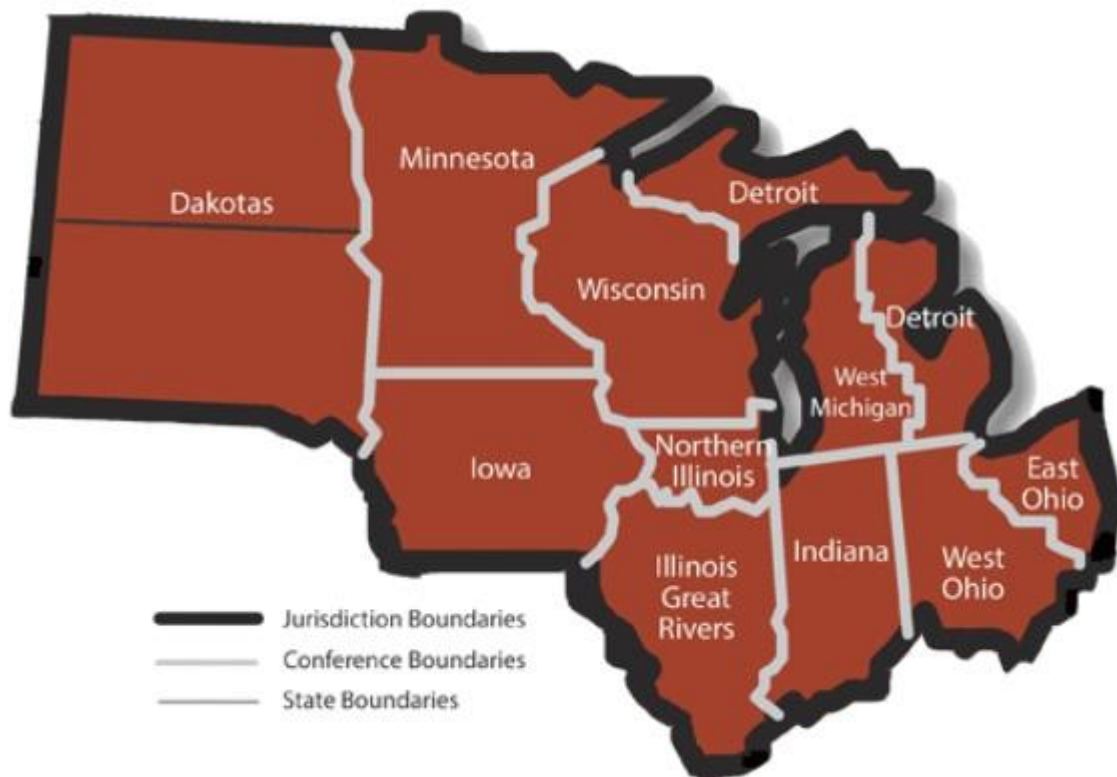 Minnesota
Dakotas
Detroit
Wisconsin
Detroit
West
Michigan
Northern
Illinois
Iowa
East
Ohio
Indiana
West
Ohio
Illinois
Great
Rivers
Jurisdiction Boundaries
Conference Boundaries
State Boundaries